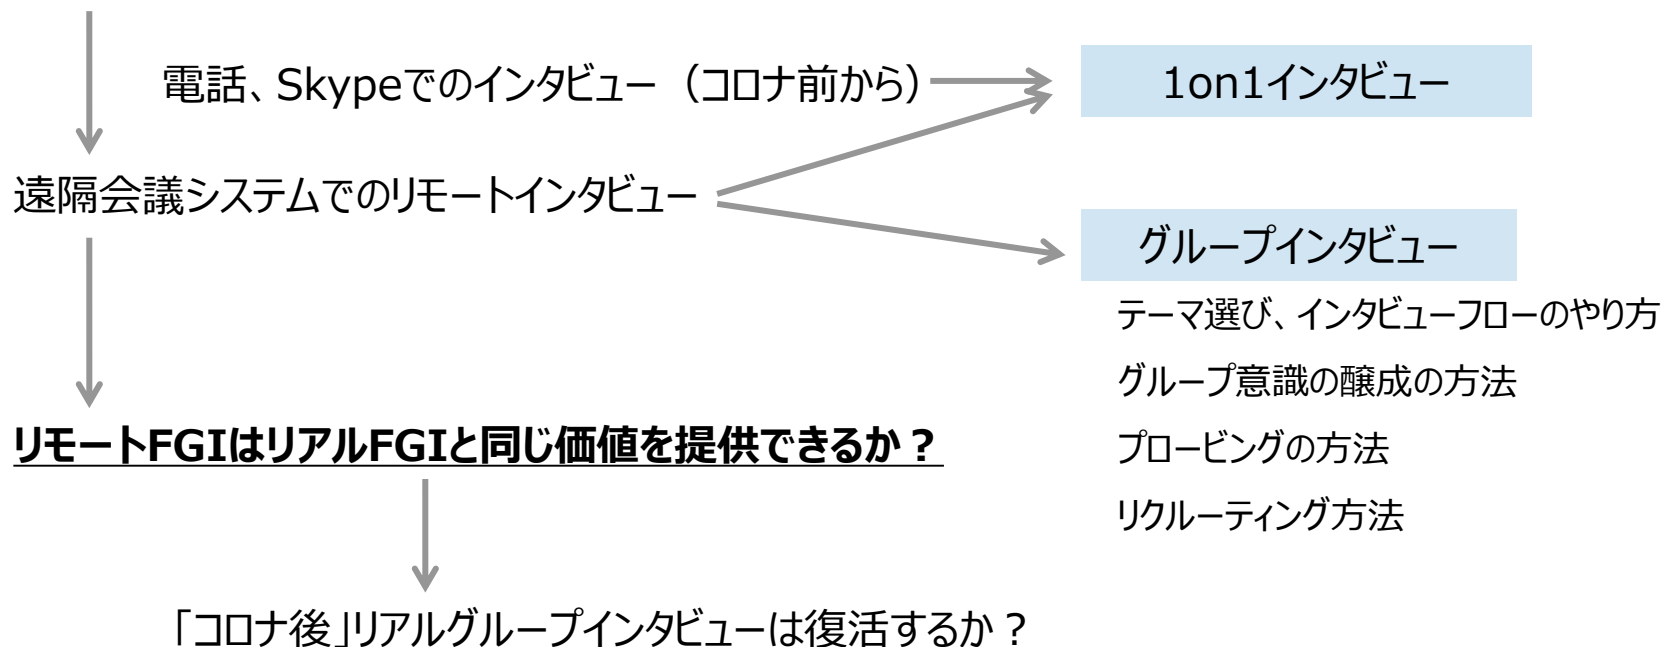 電話、Skypeでのインタビュー（コロナ前から）
1on1インタビュー
遠隔会議システムでのリモートインタビュー
グループインタビュー
テーマ選び、インタビューフローのやり方
グループ意識の醸成の方法
リモートFGIはリアルFGIと同じ価値を提供できるか？
プロービングの方法
リクルーティング方法
「コロナ後」リアルグループインタビューは復活するか？